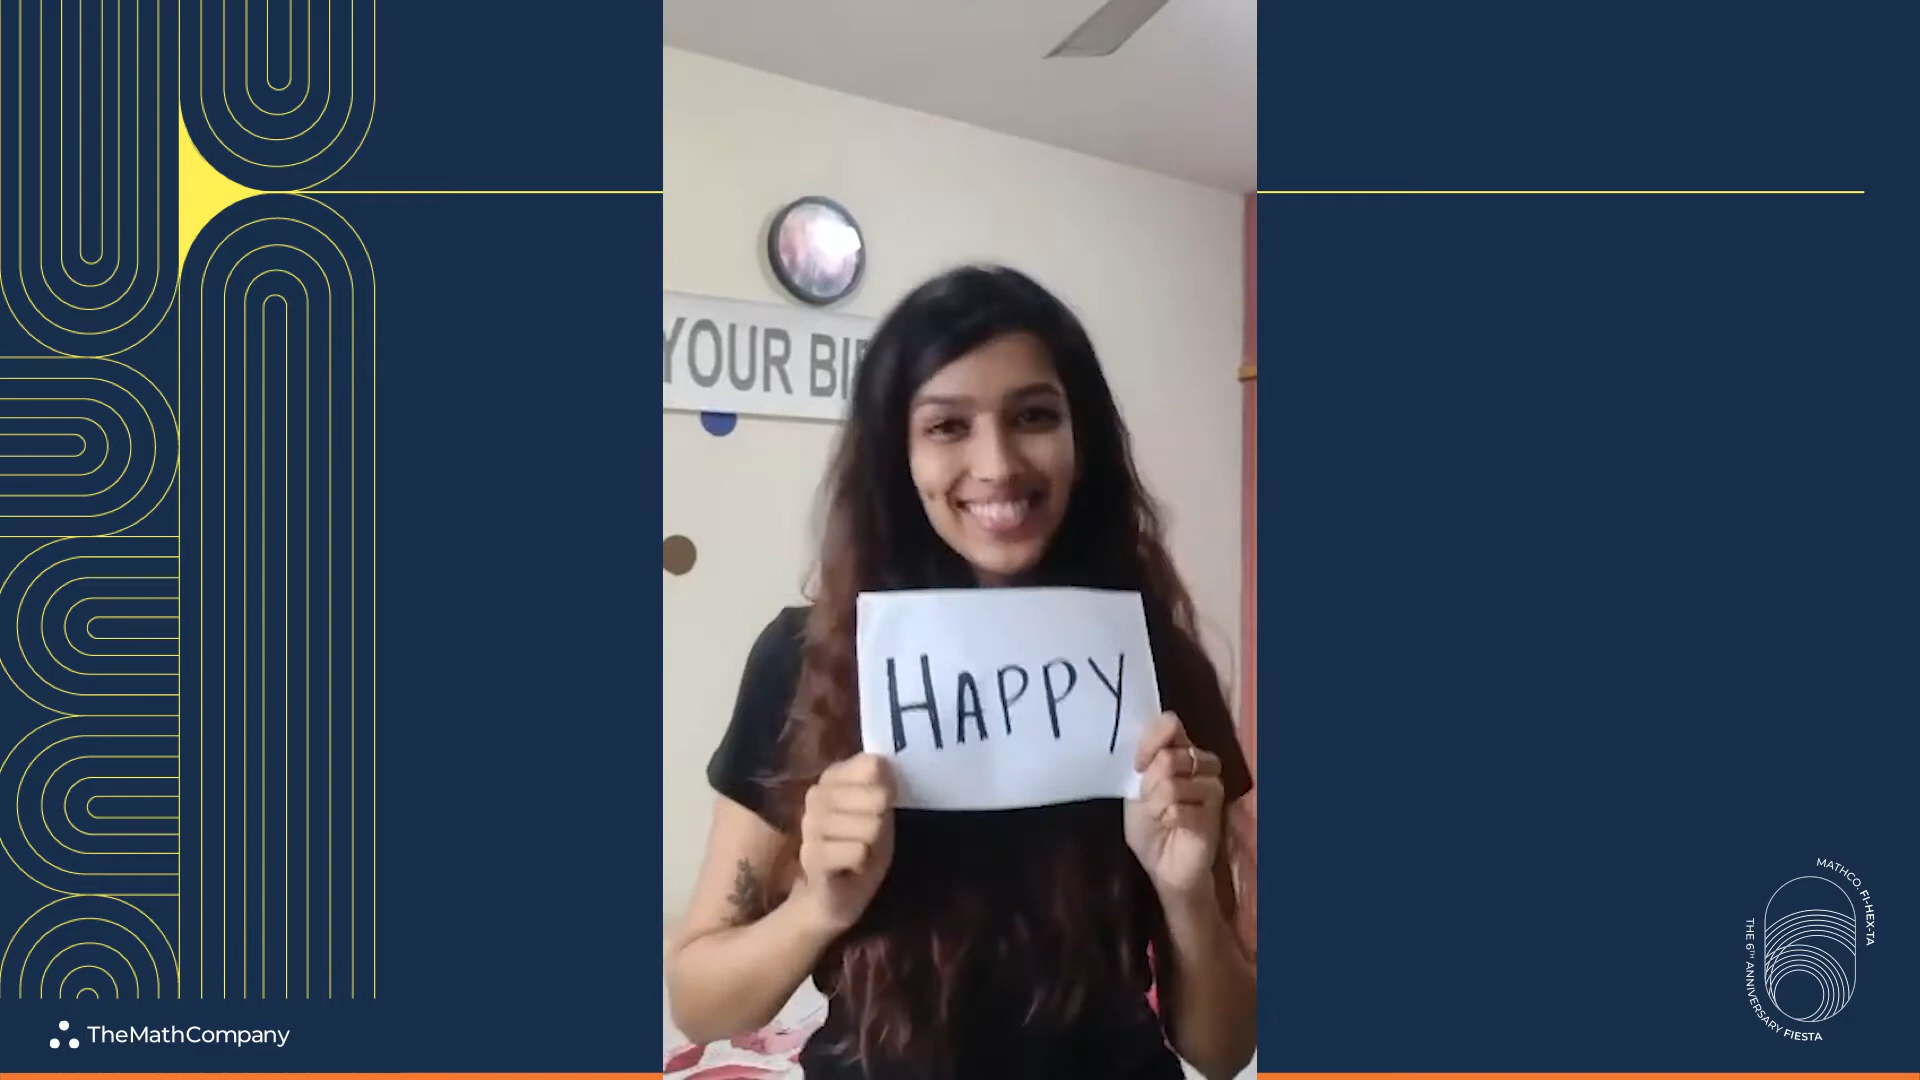 YOUR BI
HAPPY
TheMathCompany
MATHCO. FI-HEX-TA
THE 6TH ANNIVERSARY FIESTA